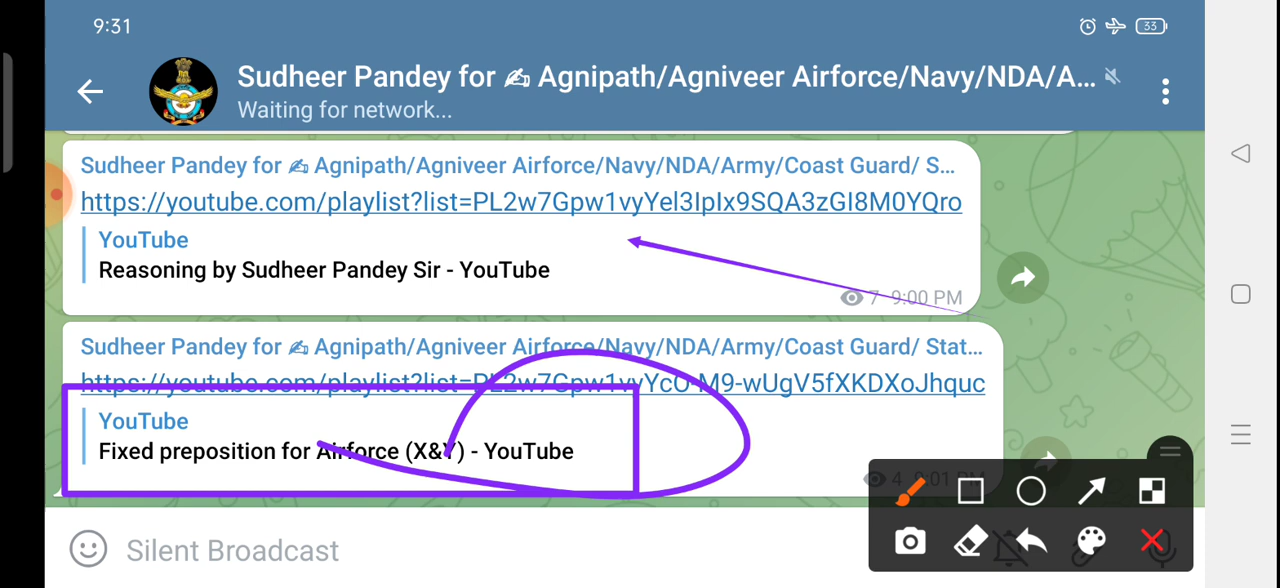 9:31
33
Sudheer Pandey for ✍ Agnipath/Agniveer Airforce/Navy/NDA/A...
Waiting for network...
Sudheer Pandey for ✍ Agnipath/Agniveer Airforce/Navy/NDA/Army/Coast Guard/ S...
https://youtube.com/playlist?list=PL2w7Gpw1vyYel3IpIx9SQA3zGI8M0YQro
YouTube
Reasoning by Sudheer Pandey Sir - YouTube
7 9:00 PM
Sudheer Pandey for ✍ Agnipath/Agniveer Airforce/Navy/NDA/Army/Coast Guard/ Stat...
https://youtube.com/playlist?list=PL2w7Gpw1vyYcO-M9-wUgV5fXKDXoJhquc
YouTube
Fixed preposition for Airforce (X&Y) - YouTube
4 9:01 PM
Silent Broadcast